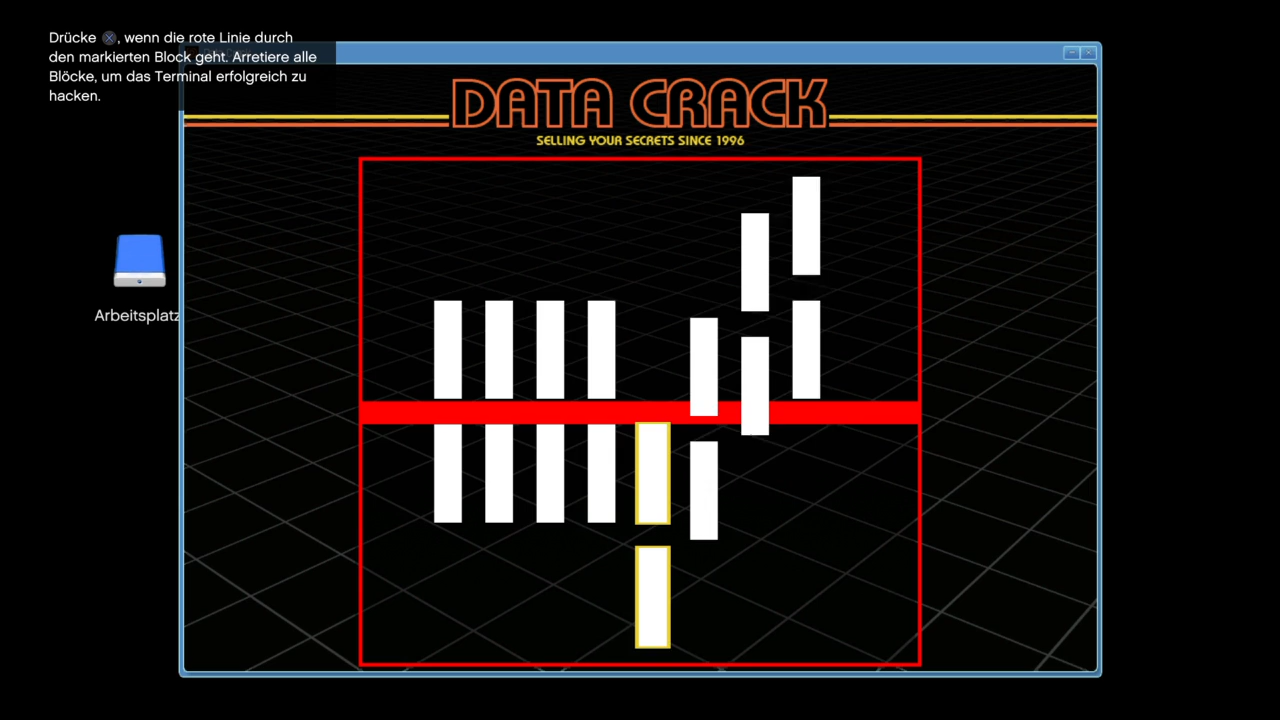 Drücke ⊗, wenn die rote Linie durch
den markierten Block geht. Arretiere alle
Blöcke, um das Terminal erfolgreich zu
hacken.
DATA CRACK
SELLING YOUR SECRETS SINCE 1996
Arbeitsplatz